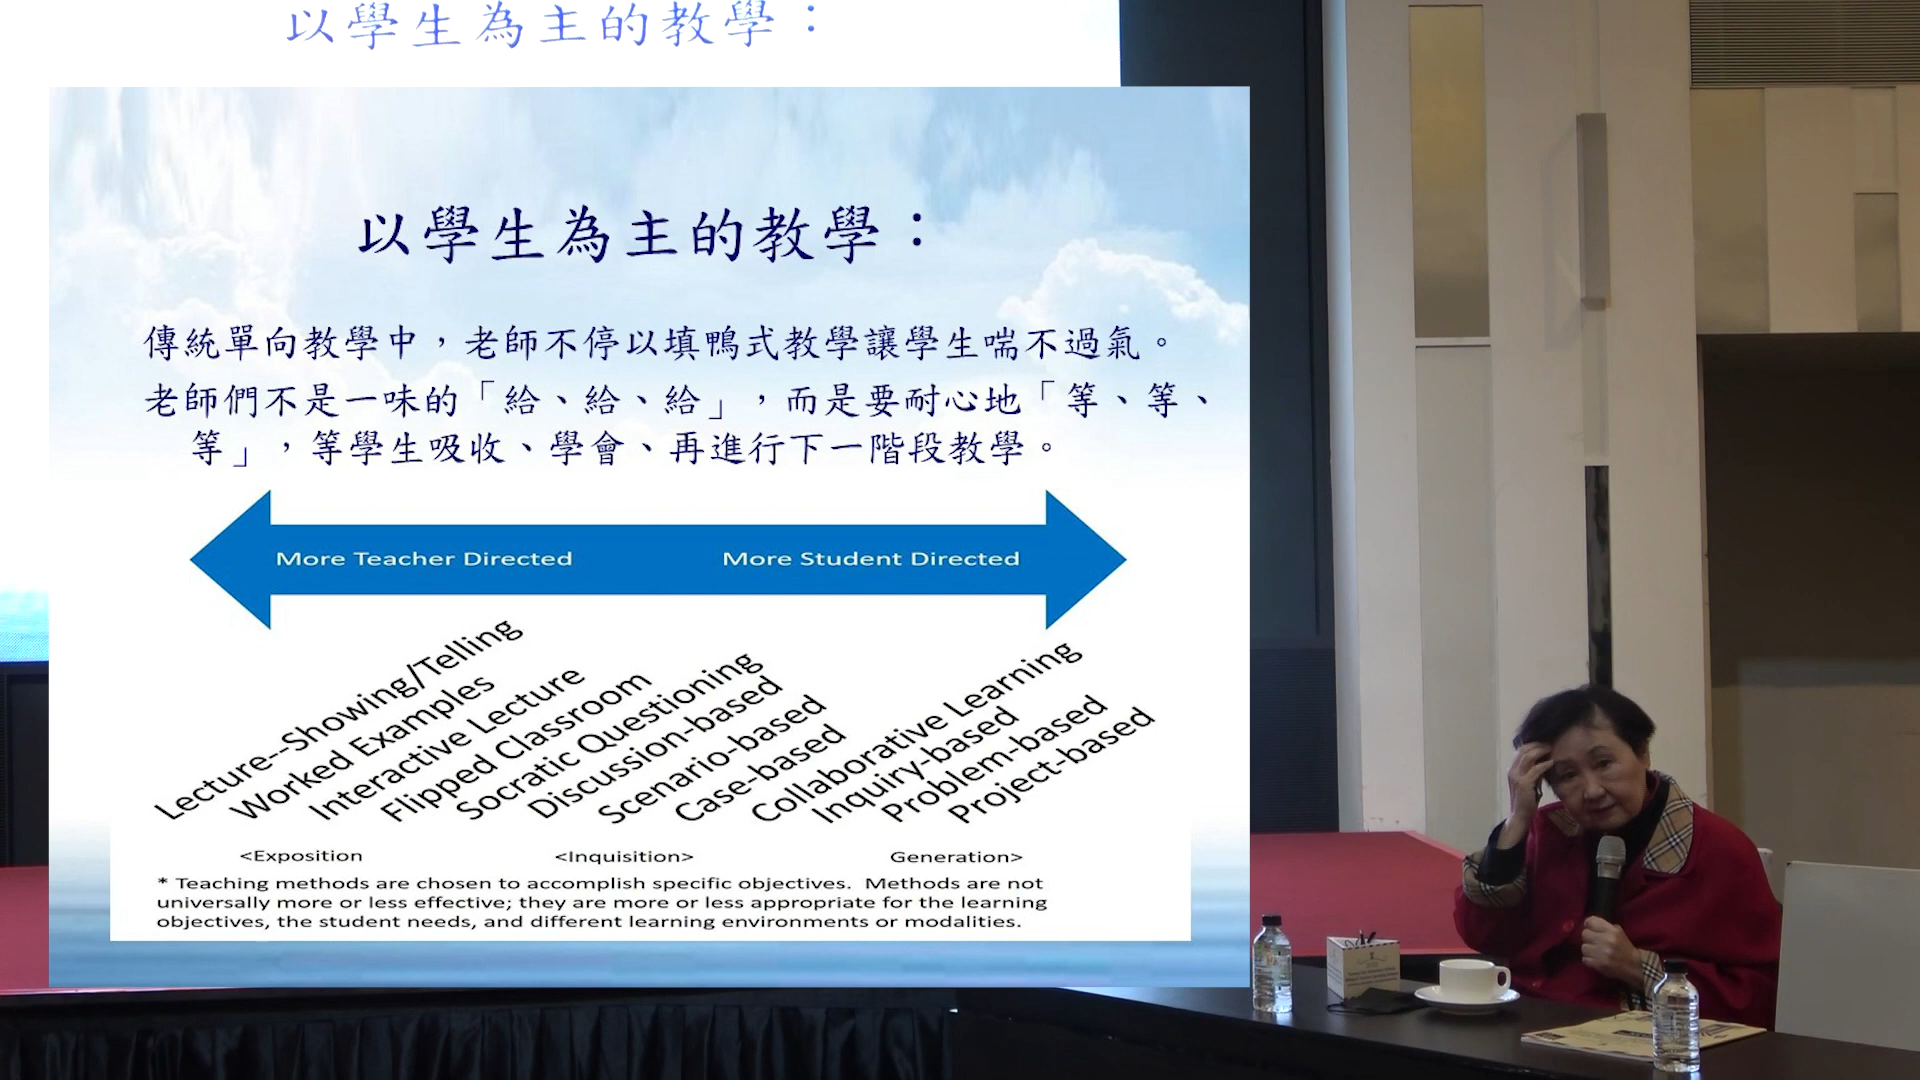 以學生為主的教學：
以學生為主的教學：
傳統單向教學中，老師不停以填鴨式教學讓學生喘不過氣。
老師們不是一味的「給、給、給」，而是要耐心地「等、等、
等」，等學生吸收、學會、再進行下一階段教學。
More Teacher Directed
More Student Directed
Lecture--Showing/Telling
Worked Examples
Interactive Lecture
Flipped Classroom
Socratic Questioning
Discussion-based
Scenario-based
Case-based
Collaborative Learning
Inquiry-based
Problem-based
Project-based
<Exposition
<Inquisition>
Generation>
* Teaching methods are chosen to accomplish specific objectives. Methods are not
universally more or less effective; they are more or less appropriate for the learning
objectives, the student needs, and different learning environments or modalities.